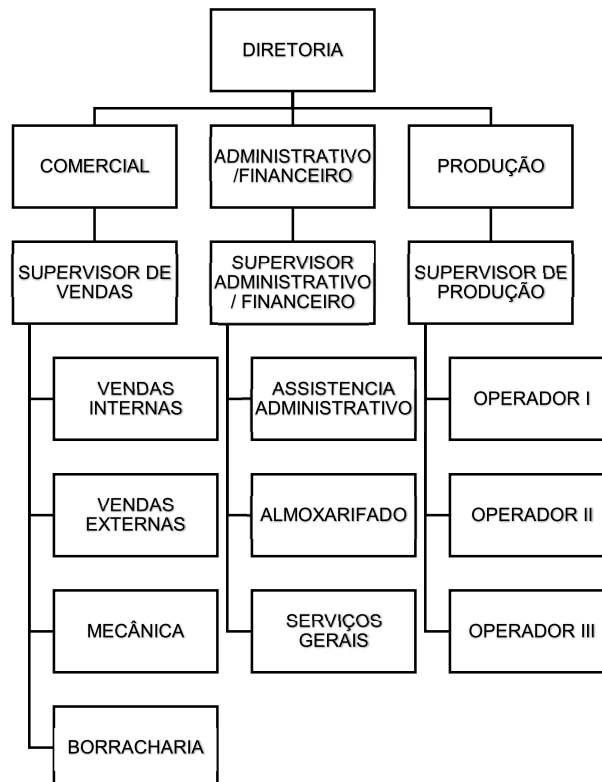 DIRETORIA
COMERCIAL
ADMINISTRATIVO
/FINANCEIRO
PRODUÇÃO
SUPERVISOR DE
VENDAS
SUPERVISOR
ADMINISTRATIVO
/ FINANCEIRO
SUPERVISOR DE
PRODUÇÃO
VENDAS
INTERNAS
ASSISTENCIA
ADMINISTRATIVO
OPERADOR I
VENDAS
EXTERNAS
ALMOXARIFADO
OPERADOR II
MECÂNICA
SERVIÇOS
GERAIS
OPERADOR III
BORRACHARIA